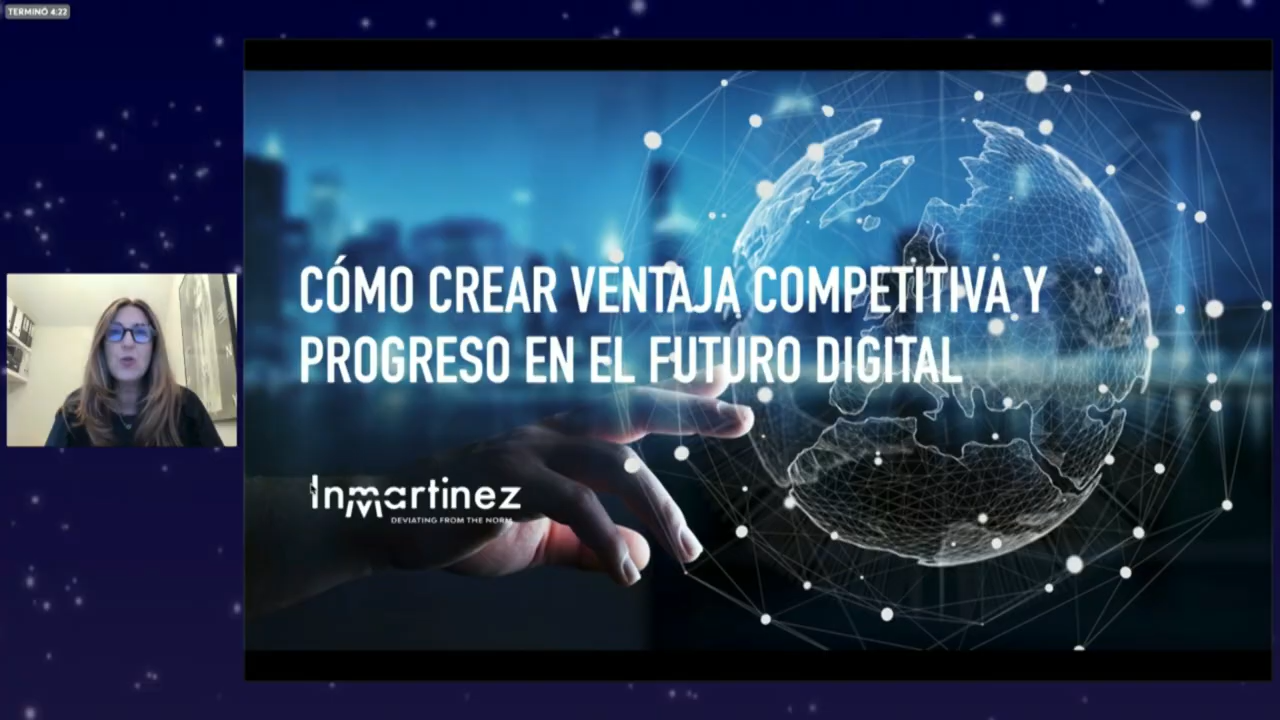 TERMINÓ 4:22
CÓMO CREAR VENTAJA COMPETITIVA Y
PROGRESO EN EL FUTURO DIGITAL
Inmartinez
DEVIATING FROM THE NORM